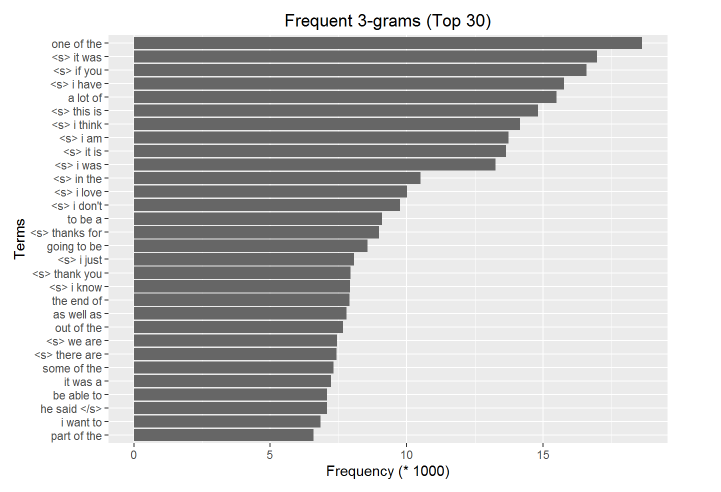 Frequent 3-grams (Top 30)
one of the
<s> it was
<s> if you
<s> i have
a lot of
<s> this is
<s> i think
<s> i am
<s> it is
<s> i was
<s> in the
<s> i love
<s> i don't
to be a
<s> thanks for
going to be
<s> i just
<s> thank you
<s> i know
the end of
as well as
out of the
<s> we are
<s> there are
some of the
it was a
be able to
he said </s>
i want to
part of the
Terms
0 5 10 15
Frequency (* 1000)